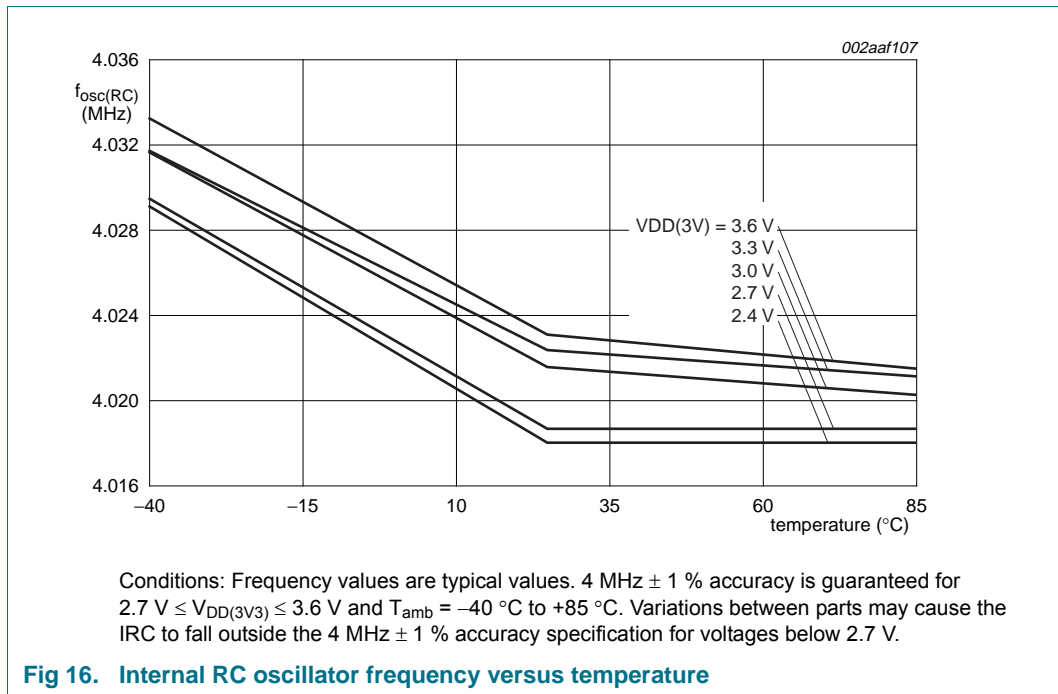 002aaf107
4.036
fosc(RC)
(MHz)
4.032
4.028
VDD(3V) = 3.6 V
3.3 V
3.0 V
2.7 V
4.024
2.4 V
4.020
4.016
−40
−15
10
35
60
85
temperature (°C)
Conditions: Frequency values are typical values. 4 MHz ± 1 % accuracy is guaranteed for
2.7 V ≤ VDD(3V3) ≤ 3.6 V and Tamb = −40 °C to +85 °C. Variations between parts may cause the
IRC to fall outside the 4 MHz ± 1 % accuracy specification for voltages below 2.7 V.
Fig 16. Internal RC oscillator frequency versus temperature